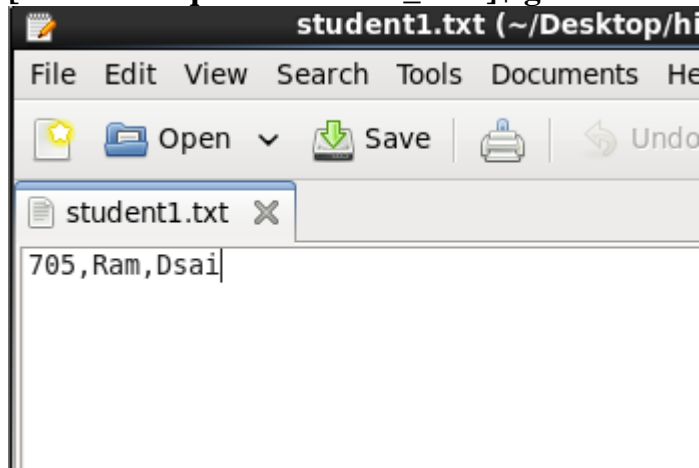 student1.txt (~/Desktop/hi
File Edit View Search Tools Documents He
Open Save Undo
student1.txt
705,Ram,Dsai